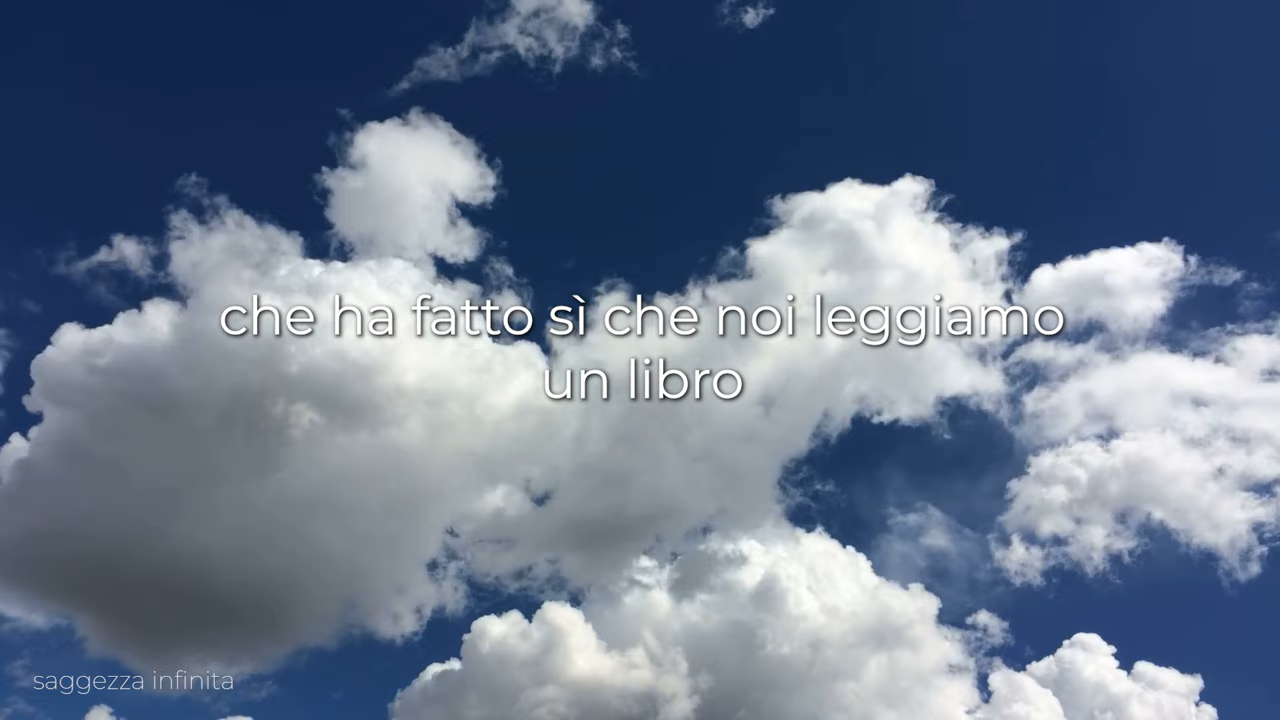 che ha fatto sì che noi leggiamo
un libro
saggezza infinita